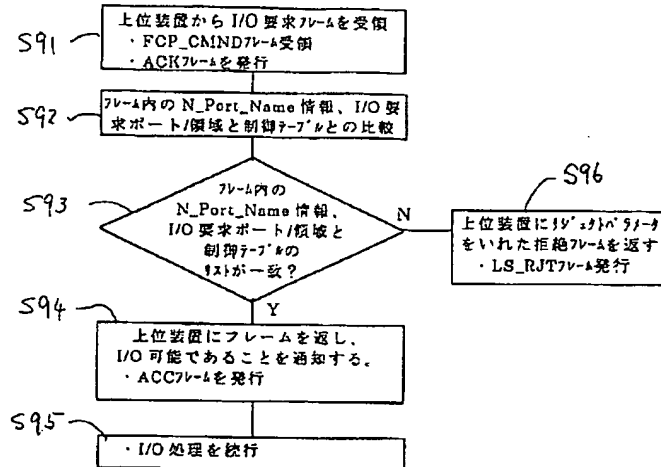 S91
上位装置から I/O 要求フレームを受領
・FCP_CMNDフレーム受領
・ACKフレームを発行
S92
フレーム内の N_Port_Name 情報、I/O 要
求ポート/領域と制御テーブルとの比較
S93
フレーム内の
N_Port_Name 情報、
I/O 要求ポート/領域と
制御テーブルの
リストが一致？
N
Y
S96
上位装置にリジェクトパラメータ
をいれた拒絶フレームを返す
・LS_RJTフレーム発行
S94
上位装置にフレームを返し、
I/O 可能であることを通知する。
・ACCフレームを発行
S95
・I/O 処理を続行